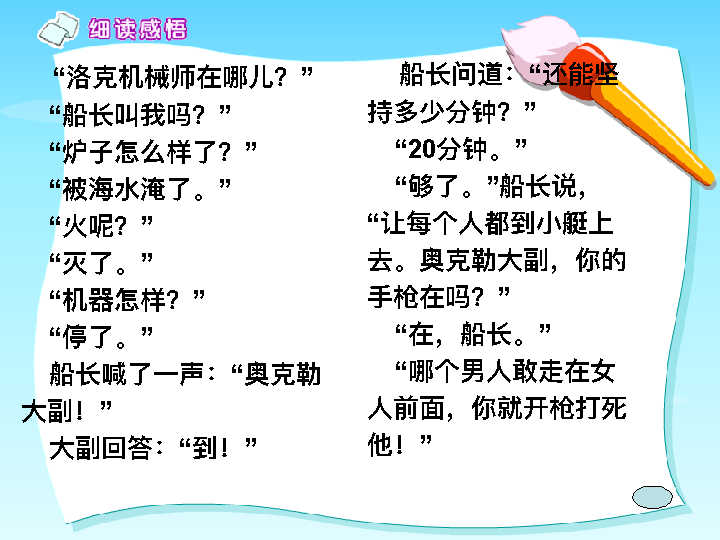 细读感悟
“洛克机械师在哪儿？”
“船长叫我吗？”
“炉子怎么样了？”
“被海水淹了。”
“火呢？”
“灭了。”
“机器怎样？”
“停了。”
船长喊了一声：“奥克勒
大副！”
大副回答：“到！”
船长问道：“还能坚
持多少分钟？”
“20分钟。”
“够了。”船长说，
“让每个人都到小艇上
去。奥克勒大副，你的
手枪在吗？”
“在，船长。”
“哪个男人敢走在女
人前面，你就开枪打死
他！”